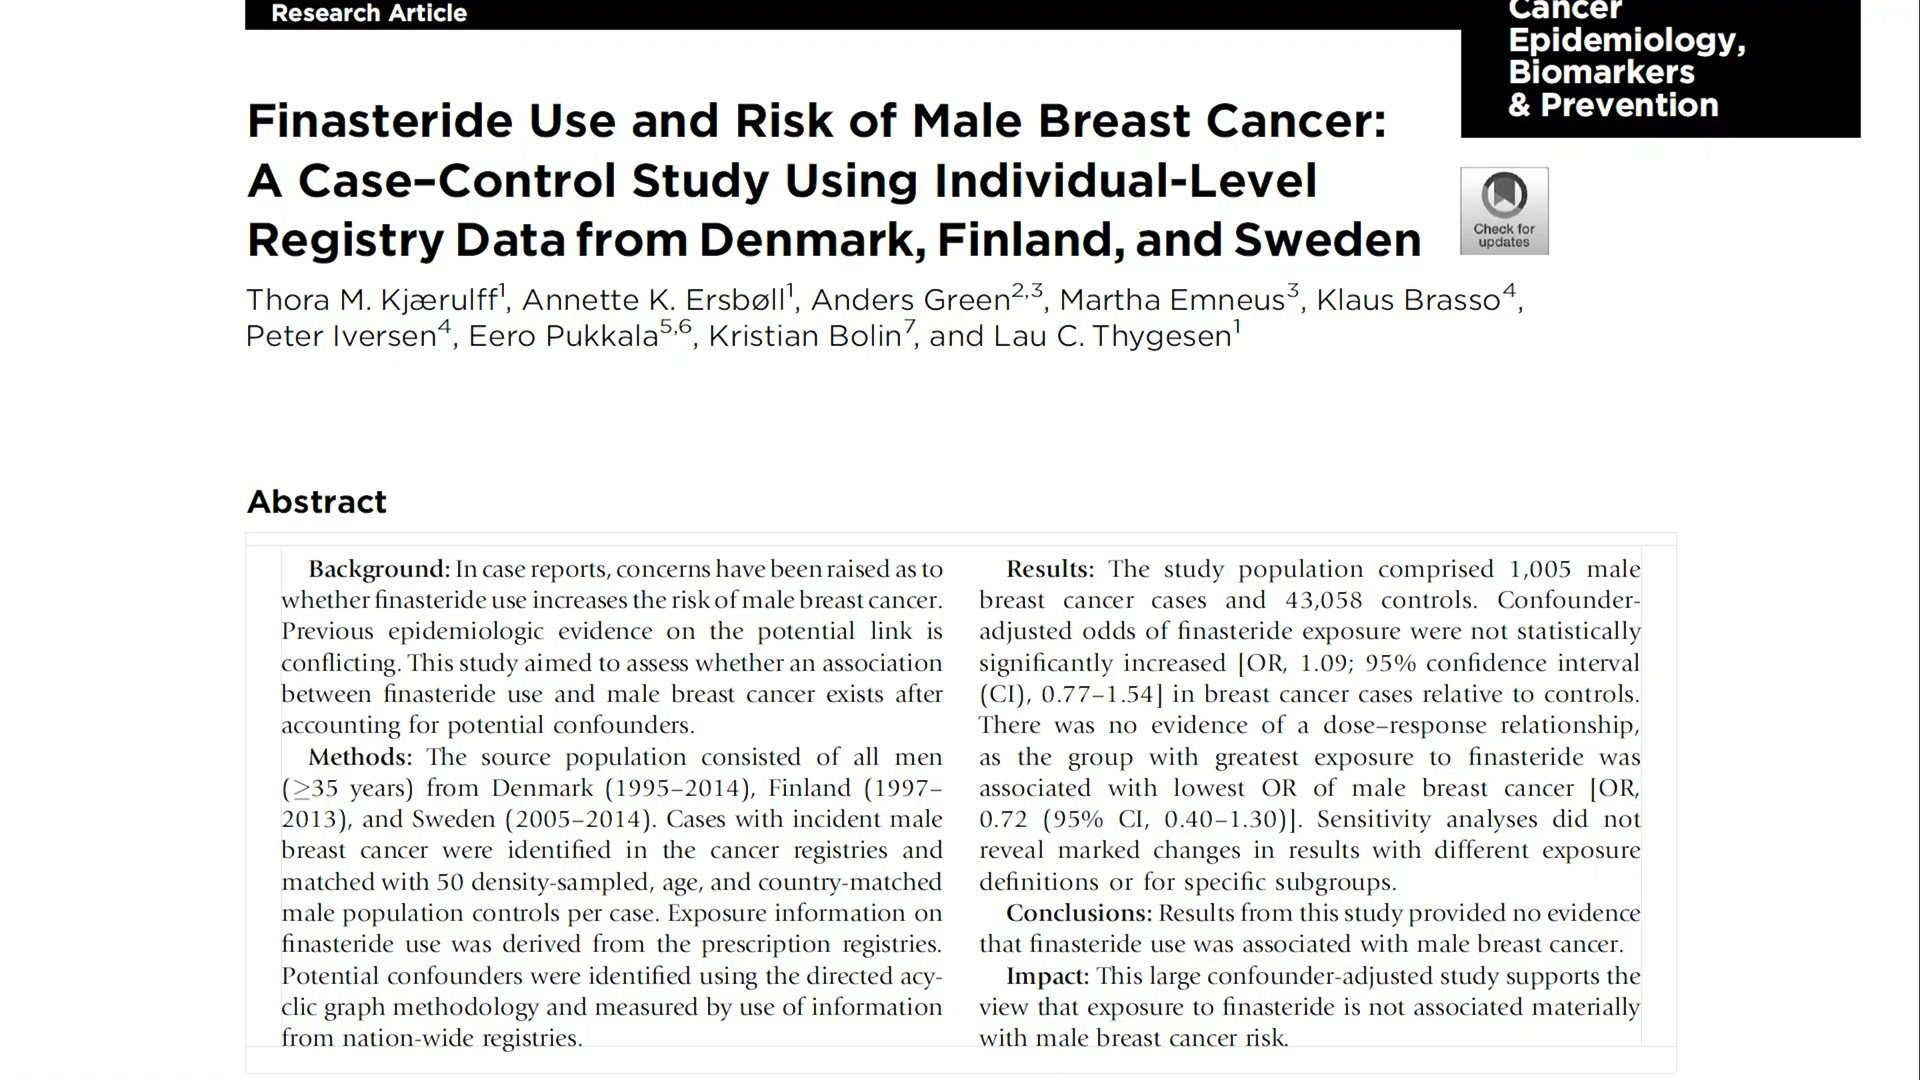 Research Article
Cancer
Epidemiology,
Biomarkers
& Prevention
Finasteride Use and Risk of Male Breast Cancer:
A Case–Control Study Using Individual-Level
Registry Data from Denmark, Finland, and Sweden
Check for
updates
Thora M. Kjærulff1, Annette K. Ersbøll1, Anders Green2,3, Martha Emneus3, Klaus Brasso4,
Peter Iversen4, Eero Pukkala5,6, Kristian Bolin7, and Lau C. Thygesen1
Abstract
Background: In case reports, concerns have been raised as to
whether finasteride use increases the risk of male breast cancer.
Previous epidemiologic evidence on the potential link is
conflicting. This study aimed to assess whether an association
between finasteride use and male breast cancer exists after
accounting for potential confounders.
Methods: The source population consisted of all men
(≥35 years) from Denmark (1995–2014), Finland (1997–
2013), and Sweden (2005–2014). Cases with incident male
breast cancer were identified in the cancer registries and
matched with 50 density-sampled, age, and country-matched
male population controls per case. Exposure information on
finasteride use was derived from the prescription registries.
Potential confounders were identified using the directed acy-
clic graph methodology and measured by use of information
from nation-wide registries.
Results: The study population comprised 1,005 male
breast cancer cases and 43,058 controls. Confounder-
adjusted odds of finasteride exposure were not statistically
significantly increased [OR, 1.09; 95% confidence interval
(CI), 0.77–1.54] in breast cancer cases relative to controls.
There was no evidence of a dose–response relationship,
as the group with greatest exposure to finasteride was
associated with lowest OR of male breast cancer [OR,
0.72 (95% CI, 0.40–1.30)]. Sensitivity analyses did not
reveal marked changes in results with different exposure
definitions or for specific subgroups.
Conclusions: Results from this study provided no evidence
that finasteride use was associated with male breast cancer.
Impact: This large confounder-adjusted study supports the
view that exposure to finasteride is not associated materially
with male breast cancer risk.